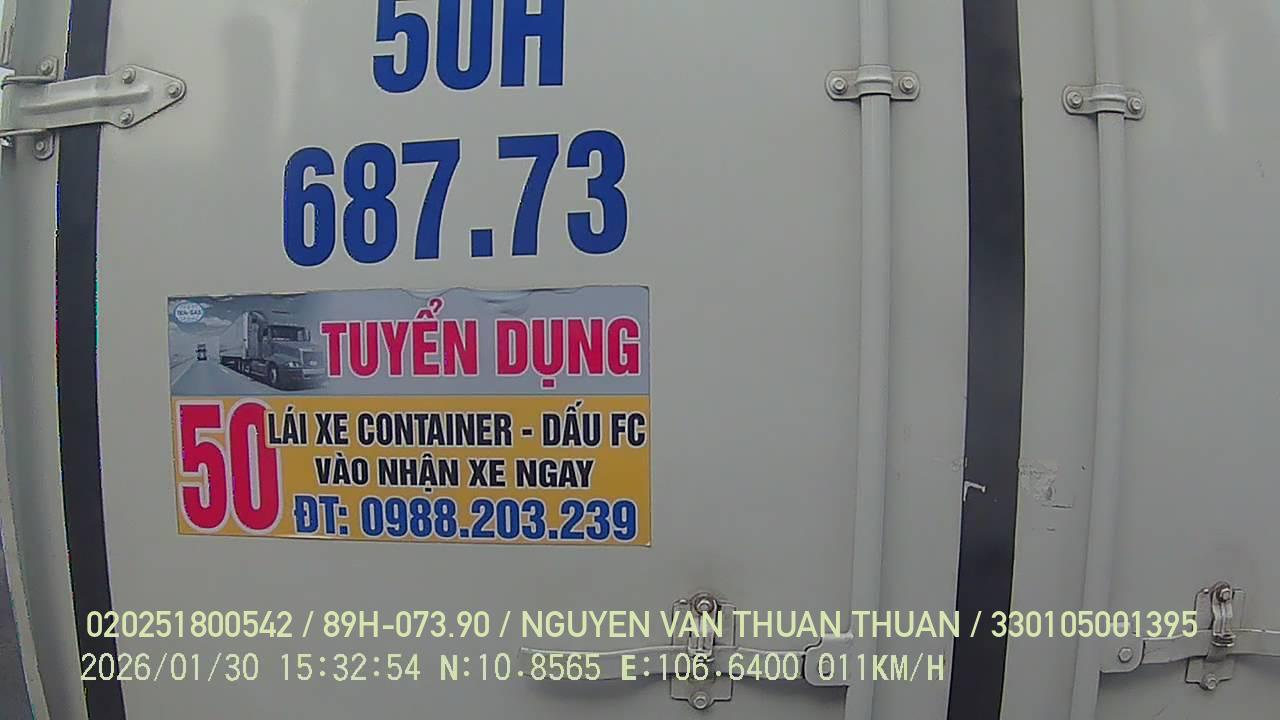 50H
687.73
TUYỂN DỤNG
50 LÁI XE CONTAINER - DẤU FC
VÀO NHẬN XE NGAY
ĐT: 0988.203.239
020251800542 / 89H-073.90 / NGUYEN VAN THUAN THUAN / 330105001395
2026/01/30 15:32:54 N:10.8565 E:106.6400 011KM/H